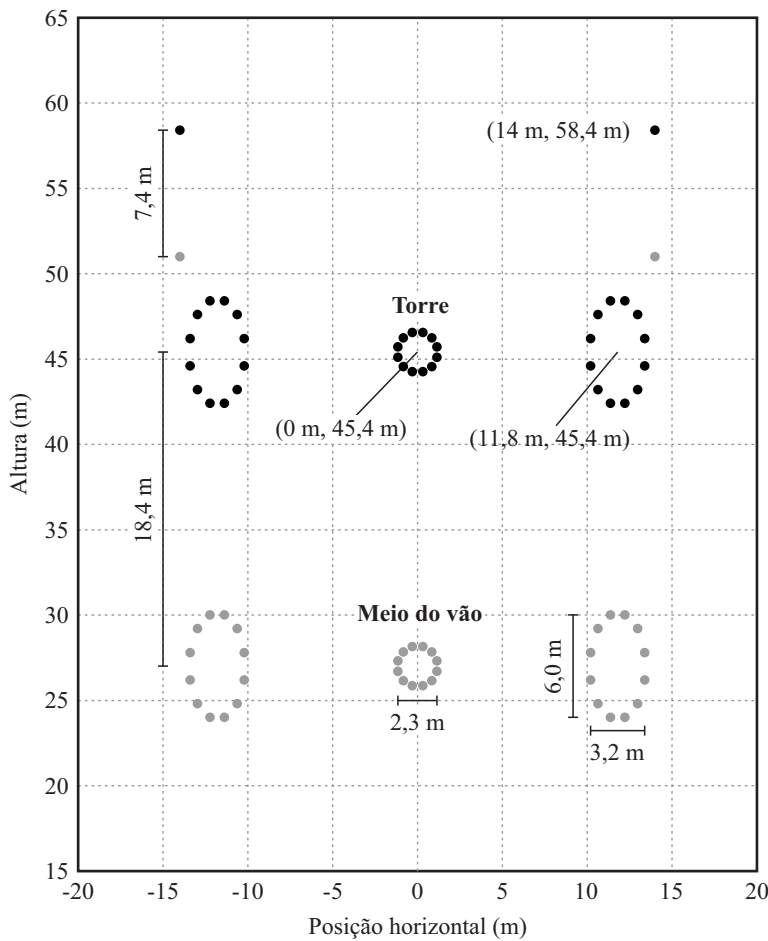 65
60
55
50
45
40
35
30
25
20
15
Altura (m)
7,4 m
(14 m, 58,4 m)
Torre
(0 m, 45,4 m)
(11,8 m, 45,4 m)
18,4 m
Meio do vão
6,0 m
2,3 m
3,2 m
-20 -15 -10 -5 0 5 10 15 20
Posição horizontal (m)